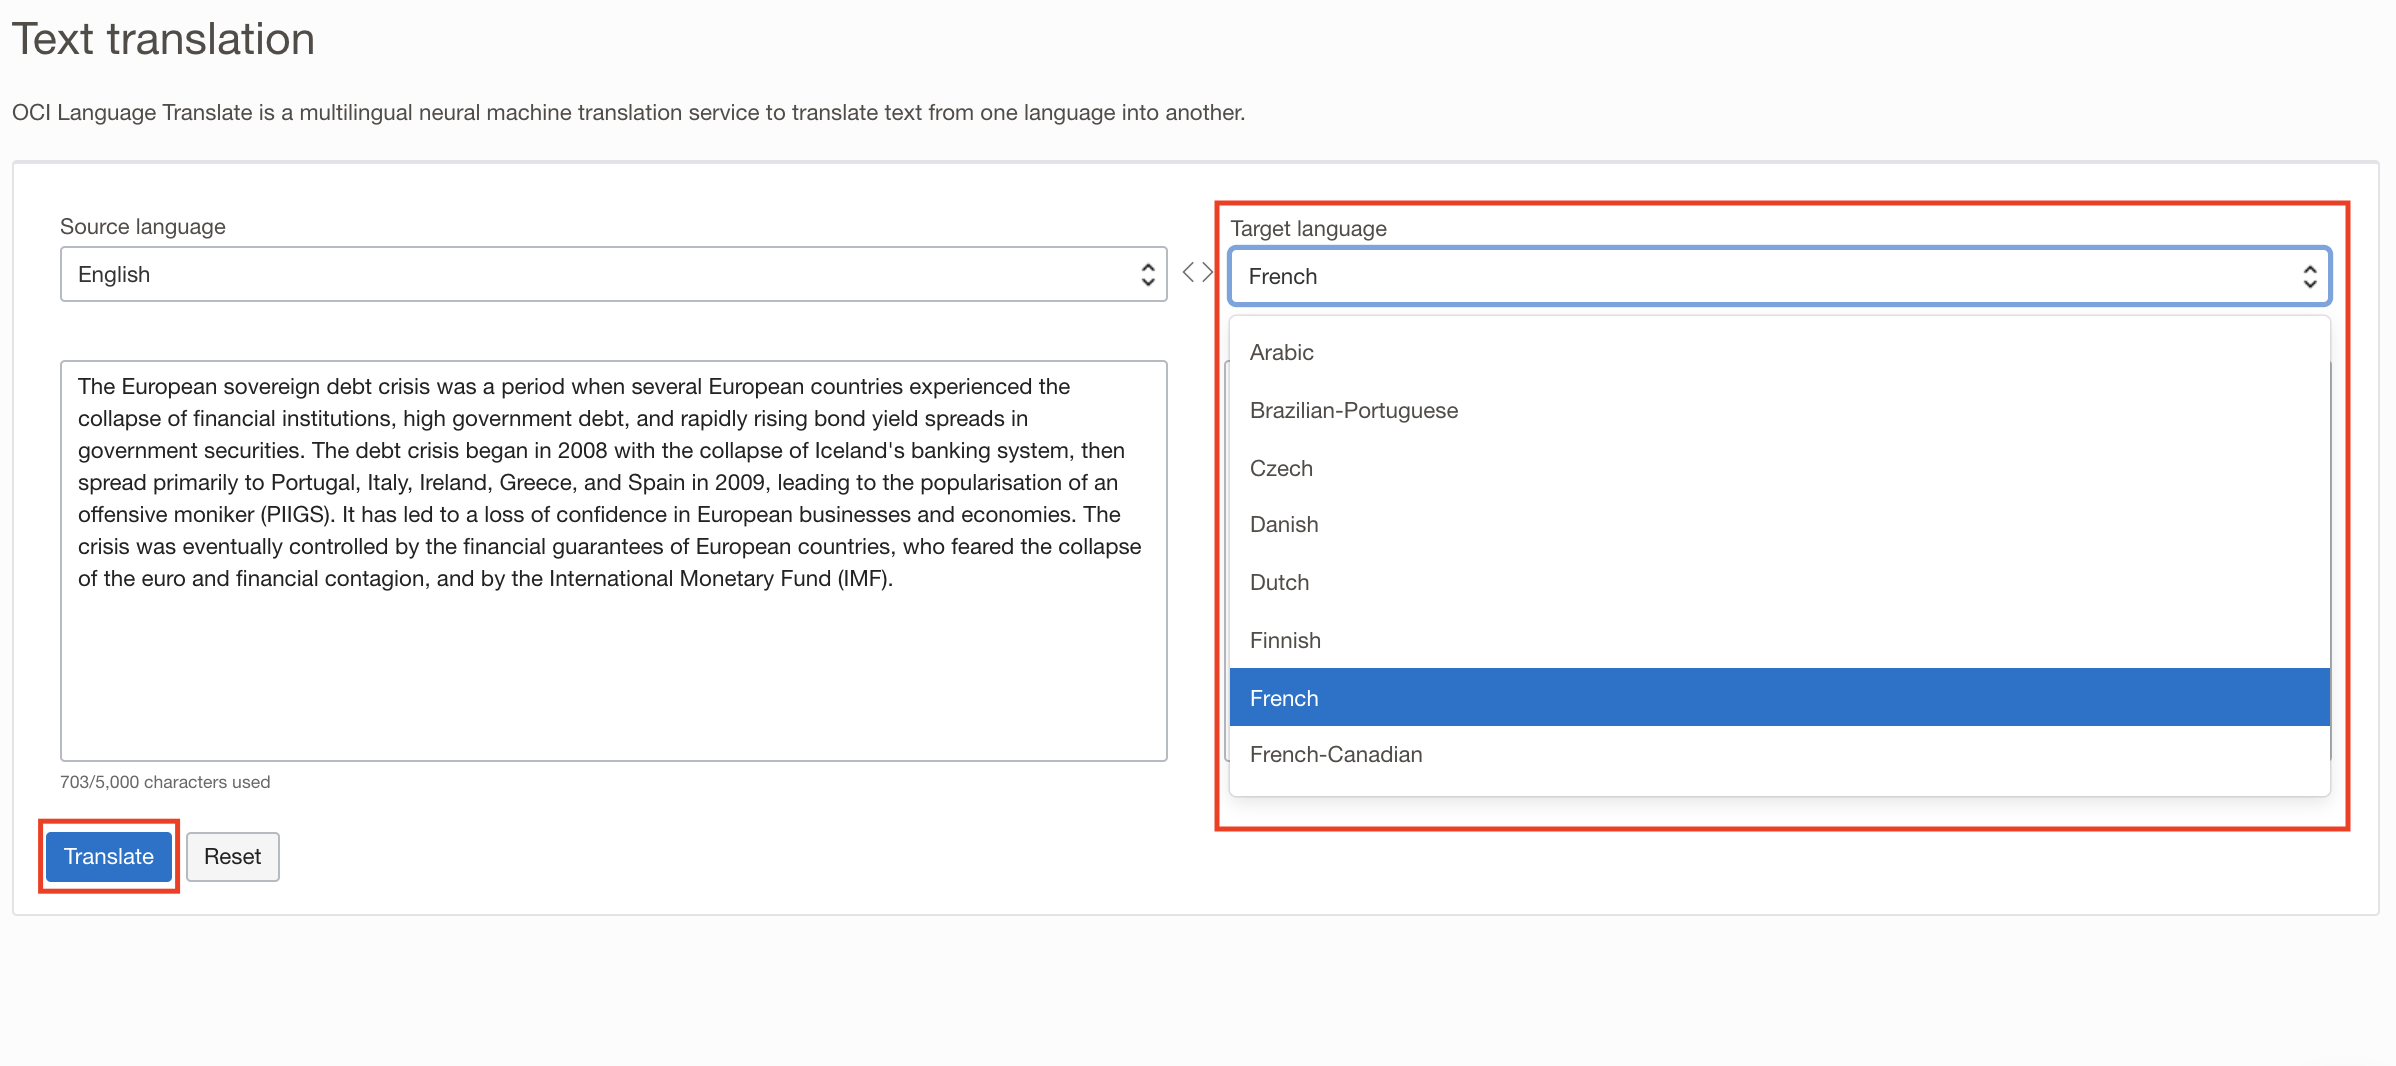 Text translation
OCI Language Translate is a multilingual neural machine translation service to translate text from one language into another.
Source language
English
The European sovereign debt crisis was a period when several European countries experienced the
collapse of financial institutions, high government debt, and rapidly rising bond yield spreads in
government securities. The debt crisis began in 2008 with the collapse of Iceland's banking system, then
spread primarily to Portugal, Italy, Ireland, Greece, and Spain in 2009, leading to the popularisation of an
offensive moniker (PIIGS). It has led to a loss of confidence in European businesses and economies. The
crisis was eventually controlled by the financial guarantees of European countries, who feared the collapse
of the euro and financial contagion, and by the International Monetary Fund (IMF).
703/5,000 characters used
Translate
Reset
Target language
French
Arabic
Brazilian-Portuguese
Czech
Danish
Dutch
Finnish
French
French-Canadian